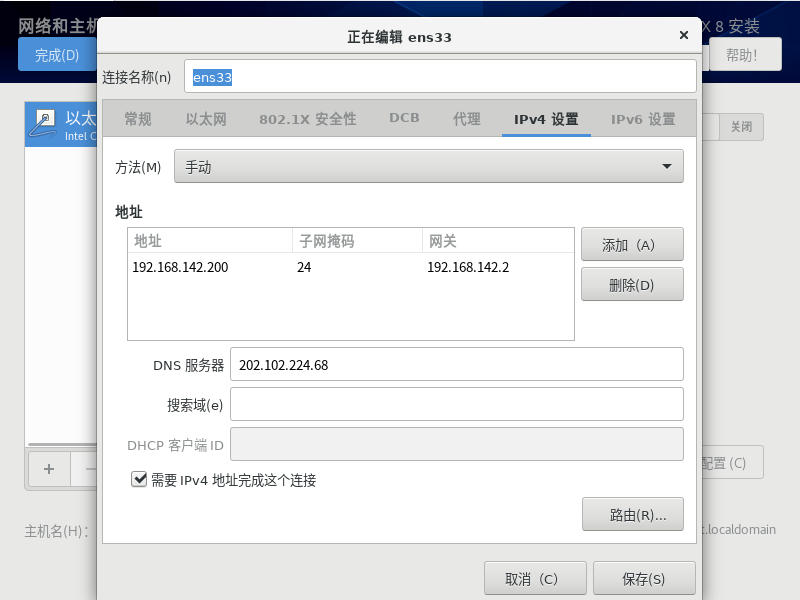 网络和主机
X 8 安装
完成(D)
帮助!
正在编辑 ens33
连接名称(n)
ens33
以太
Intel C
关闭
常规
以太网
802.1X 安全性
DCB
代理
IPv4 设置
IPv6 设置
方法(M)
手动
地址
地址
子网掩码
网关
192.168.142.200
24
192.168.142.2
添加（A）
删除(D)
DNS 服务器
202.102.224.68
搜索域(e)
DHCP 客户端 ID
需要 IPv4 地址完成这个连接
配置 (C)
路由(R)...
主机名(H)：
.localdomain
取消（C）
保存(S)